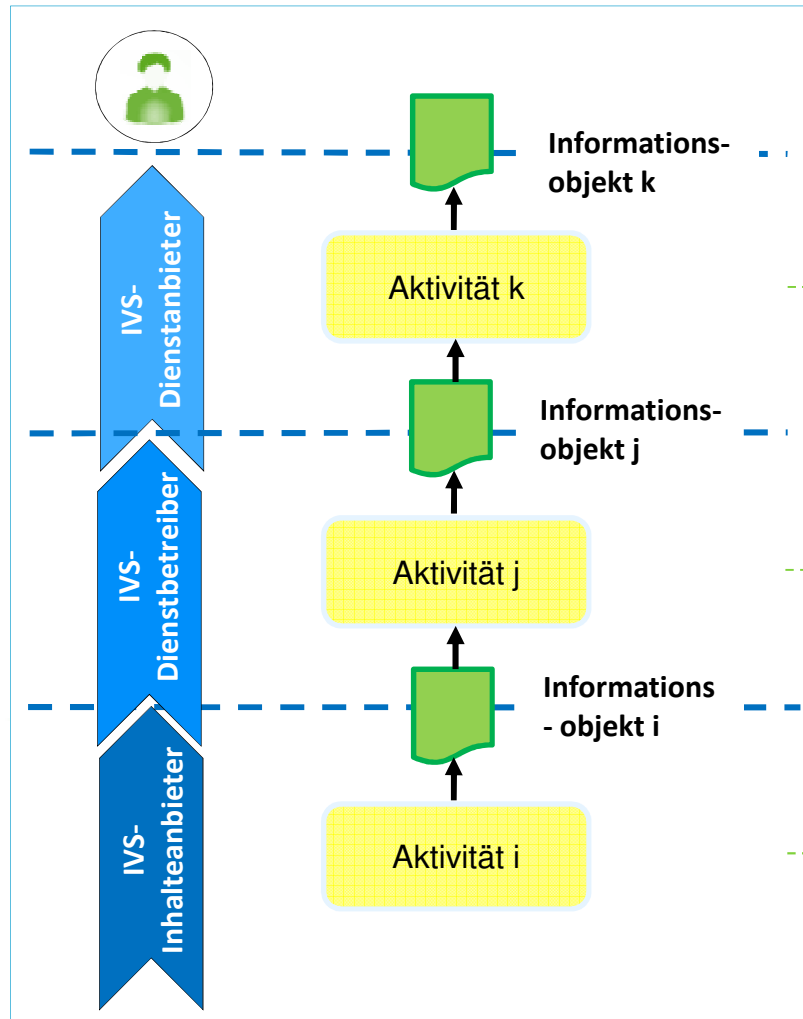 Informations-
objekt k
IVS-
Dienstanbieter
Aktivität k
Informations-
objekt j
IVS-
Dienstbetreiber
Aktivität j
Informations
- objekt i
IVS-
Inhalteanbieter
Aktivität i